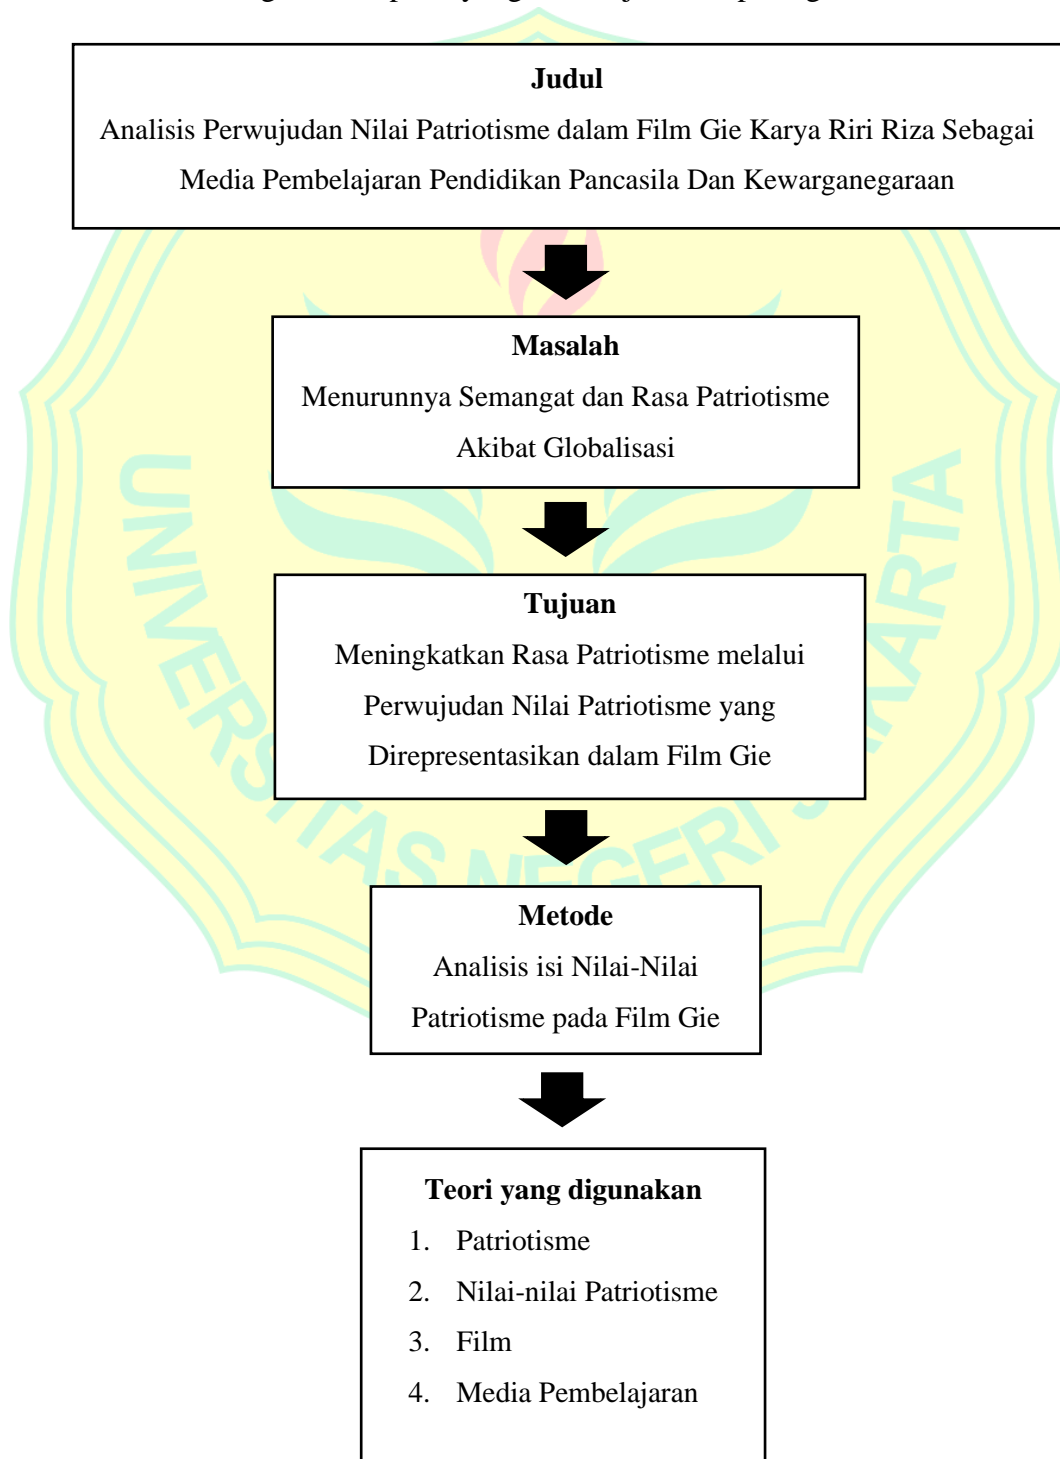 Judul
Analisis Perwujudan Nilai Patriotisme dalam Film Gie Karya Riri Riza Sebagai
Media Pembelajaran Pendidikan Pancasila Dan Kewarganegaraan
Masalah
Menurunnya Semangat dan Rasa Patriotisme
Akibat Globalisasi
Tujuan
Meningkatkan Rasa Patriotisme melalui
Perwujudan Nilai Patriotisme yang
Direpresentasikan dalam Film Gie
Metode
Analisis isi Nilai-Nilai
Patriotisme pada Film Gie
Teori yang digunakan
1. Patriotisme
2. Nilai-nilai Patriotisme
3. Film
4. Media Pembelajaran
UNIVERSITAS NEGERI